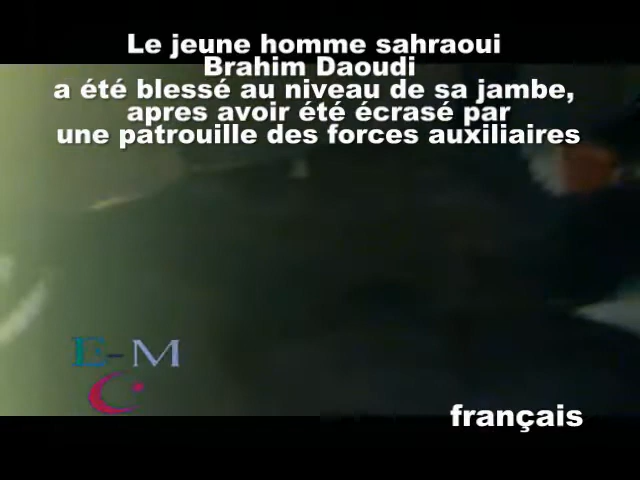 Le jeune homme sahraoui
Brahim Daoudi
a été blessé au niveau de sa jambe,
apres avoir été écrasé par
une patrouille des forces auxiliaires
E-M
français